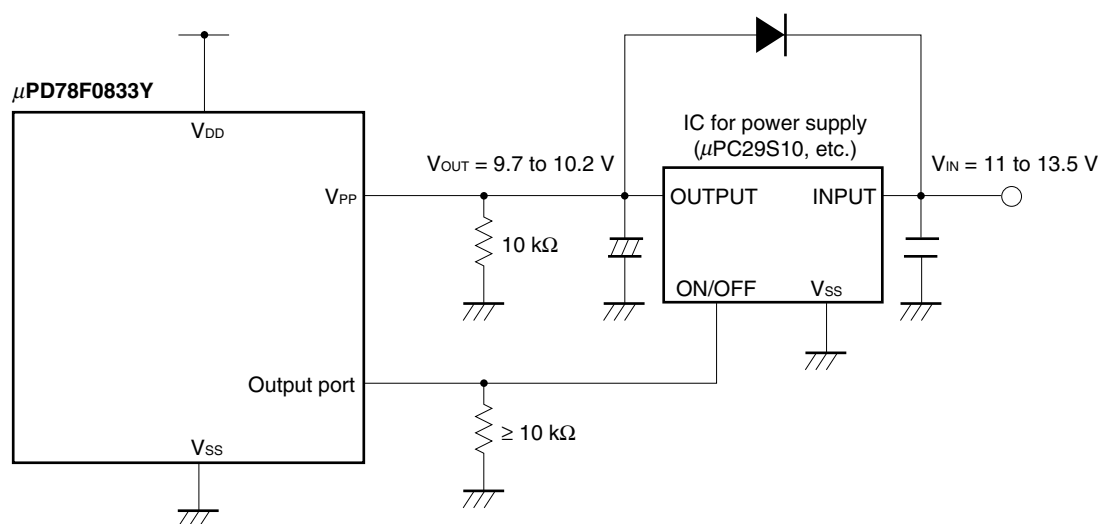 μPD78F0833Y
VDD
IC for power supply
(μPC29S10, etc.)
VOUT = 9.7 to 10.2 V
VIN = 11 to 13.5 V
VPP
OUTPUT
INPUT
10 kΩ
ON/OFF
VSS
Output port
≥ 10 kΩ
VSS